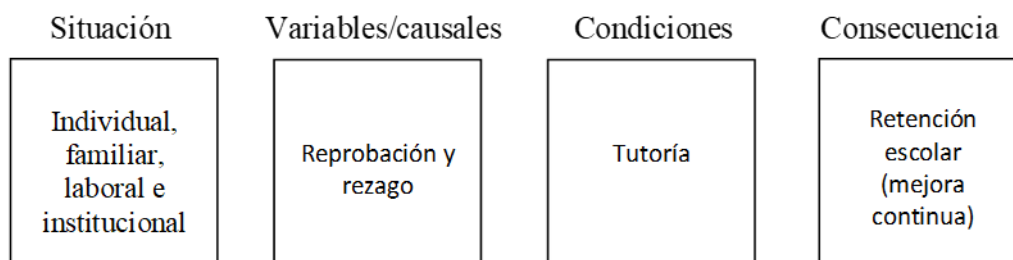 Situación
Variables/causales
Condiciones
Consecuencia
Individual,
familiar,
laboral e
institucional
Reprobación y
rezago
Tutoría
Retención
escolar
(mejora
continua)